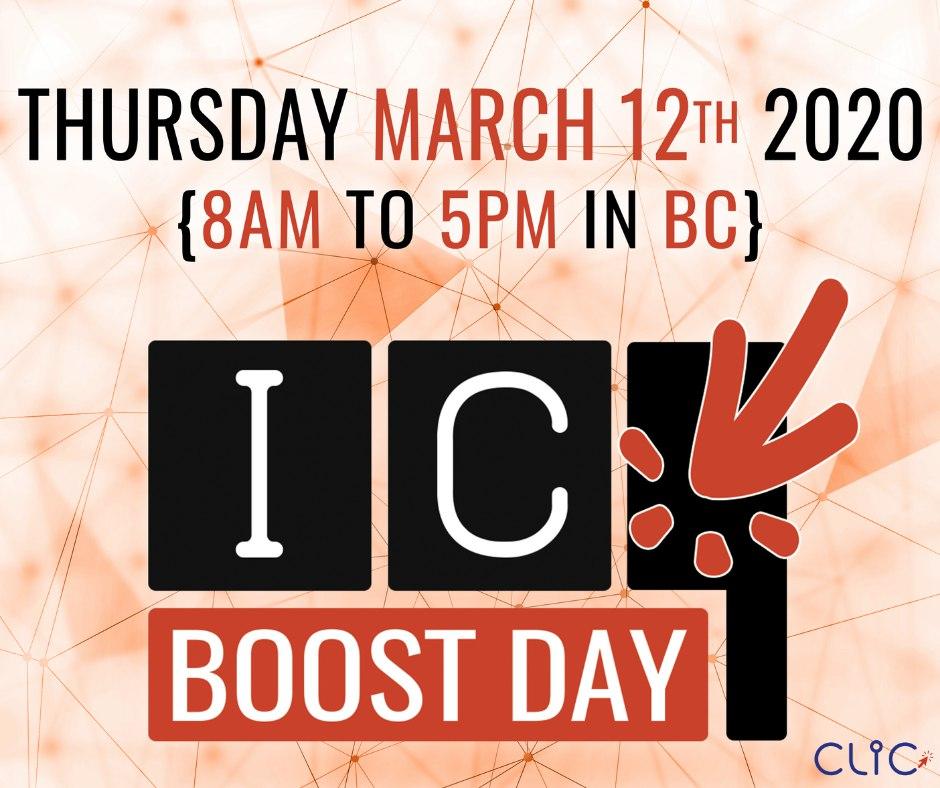 THURSDAY MARCH 12TH 2020
{8AM TO 5PM IN BC}
I C
BOOST DAY
CLiC